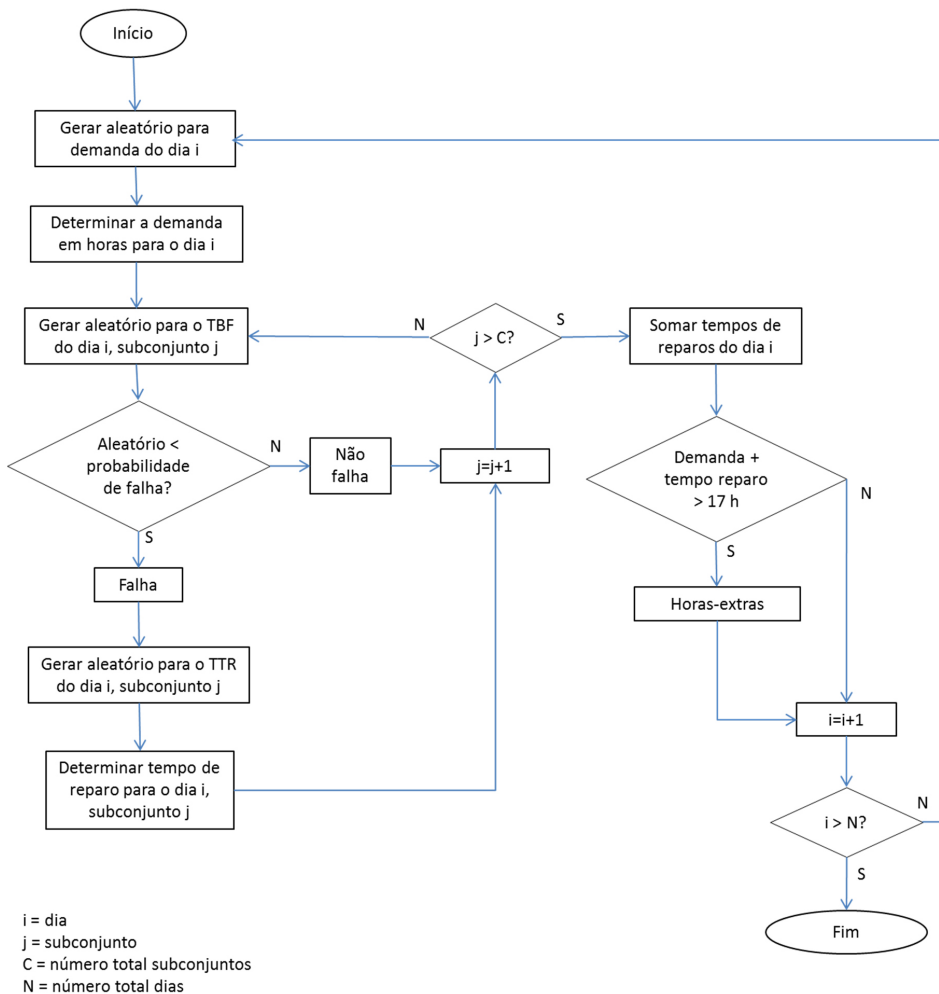 Início
Gerar aleatório para
demanda do dia i
Determinar a demanda
em horas para o dia i
Gerar aleatório para o TBF
do dia i, subconjunto j
N
j > C?
S
Somar tempos de
reparos do dia i
Aleatório <
probabilidade
de falha?
N
Não
falha
j=j+1
Demanda +
tempo reparo
> 17 h
N
S
S
Falha
Horas-extras
Gerar aleatório para o TTR
do dia i, subconjunto j
i=i+1
Determinar tempo de
reparo para o dia i,
subconjunto j
i > N?
N
S
Fim
i = dia
j = subconjunto
C = número total subconjuntos
N = número total dias